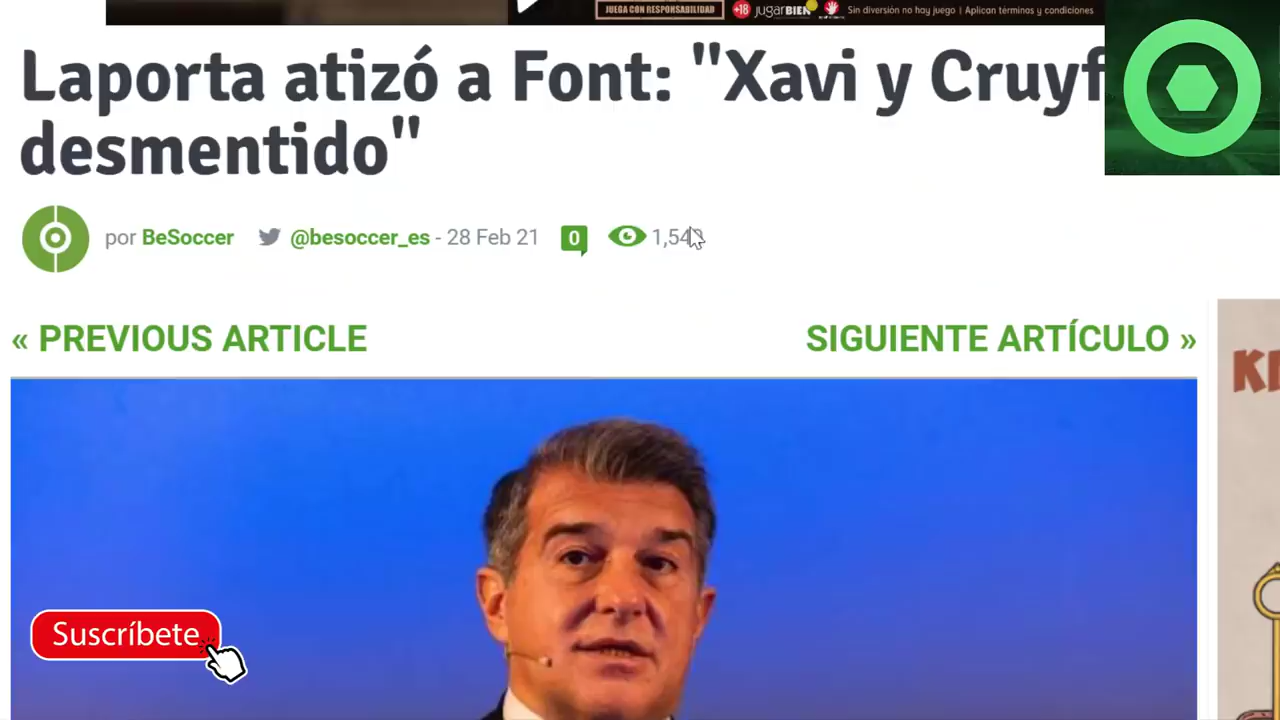 JUEGA CON RESPONSABILIDAD +18 jugarBIEN Sin diversión no hay juego | Aplican términos y condiciones
Laporta atizó a Font: "Xavi y Cruyf
desmentido"
por BeSoccer @besoccer_es - 28 Feb 21 0
« PREVIOUS ARTICLE SIGUIENTE ARTÍCULO »
Suscríbete